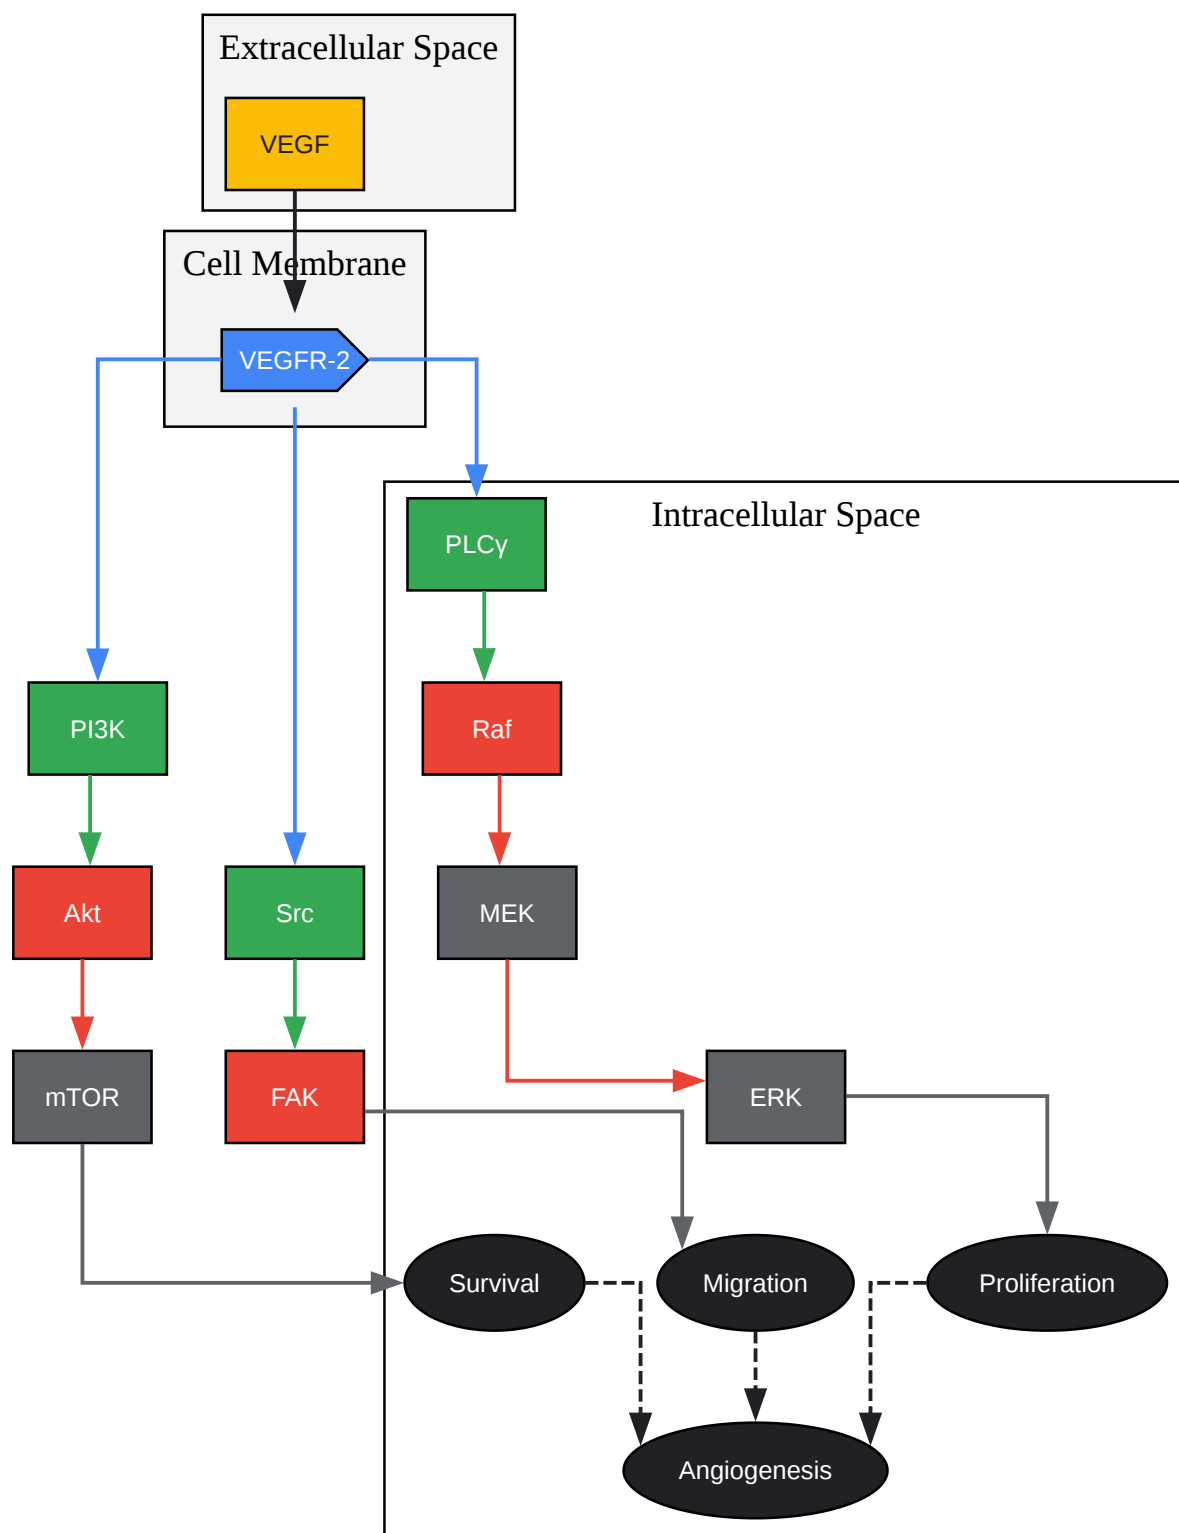 Extracellular Space
VEGF
Cell Membrane
VEGFR-2
Intracellular Space
PLCγ
PI3K
Raf
Akt
Src
MEK
mTOR
FAK
ERK
Survival
Migration
Proliferation
Angiogenesis